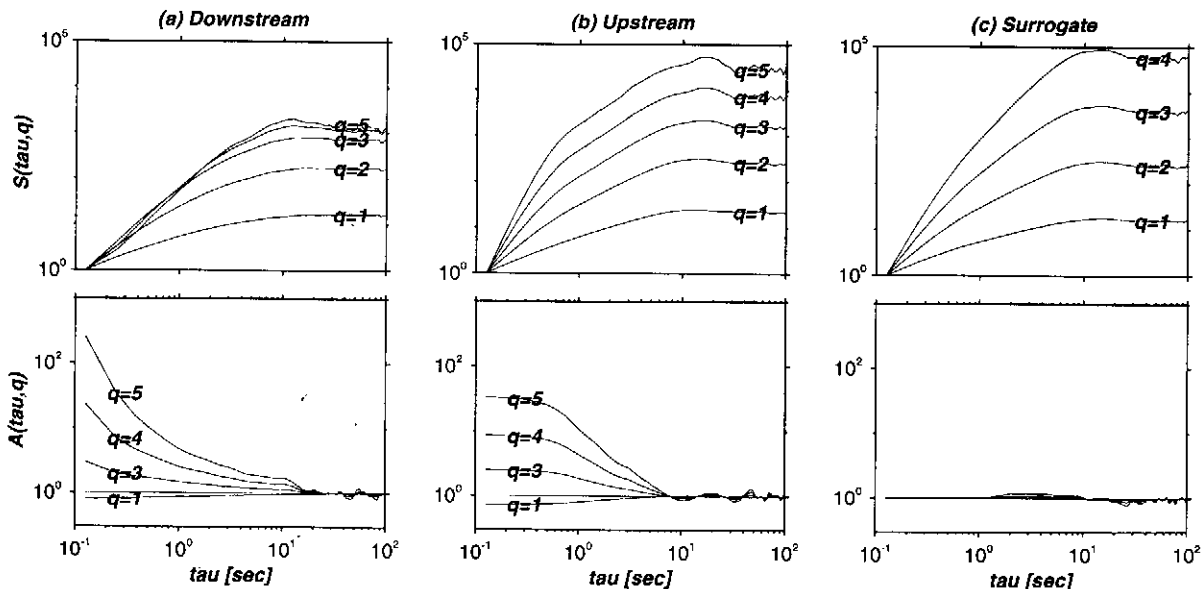 (a) Downstream
(b) Upstream
(c) Surrogate
10^6
10^5
10^5
S(tau,q)
q=5
q=3
q=2
q=1
q=5
q=4
q=3
q=2
q=1
q=4
q=3
q=2
q=1
10^0
10^0
10^0
A(tau,q)
10^2
10^2
10^2
q=5
q=4
q=3
q=1
q=5
q=4
q=3
q=1
10^0
10^0
10^0
10^-1
10^0
10^1
10^2
10^-1
10^0
10^1
10^2
10^-1
10^0
10^1
10^2
tau [sec]
tau [sec]
tau [sec]